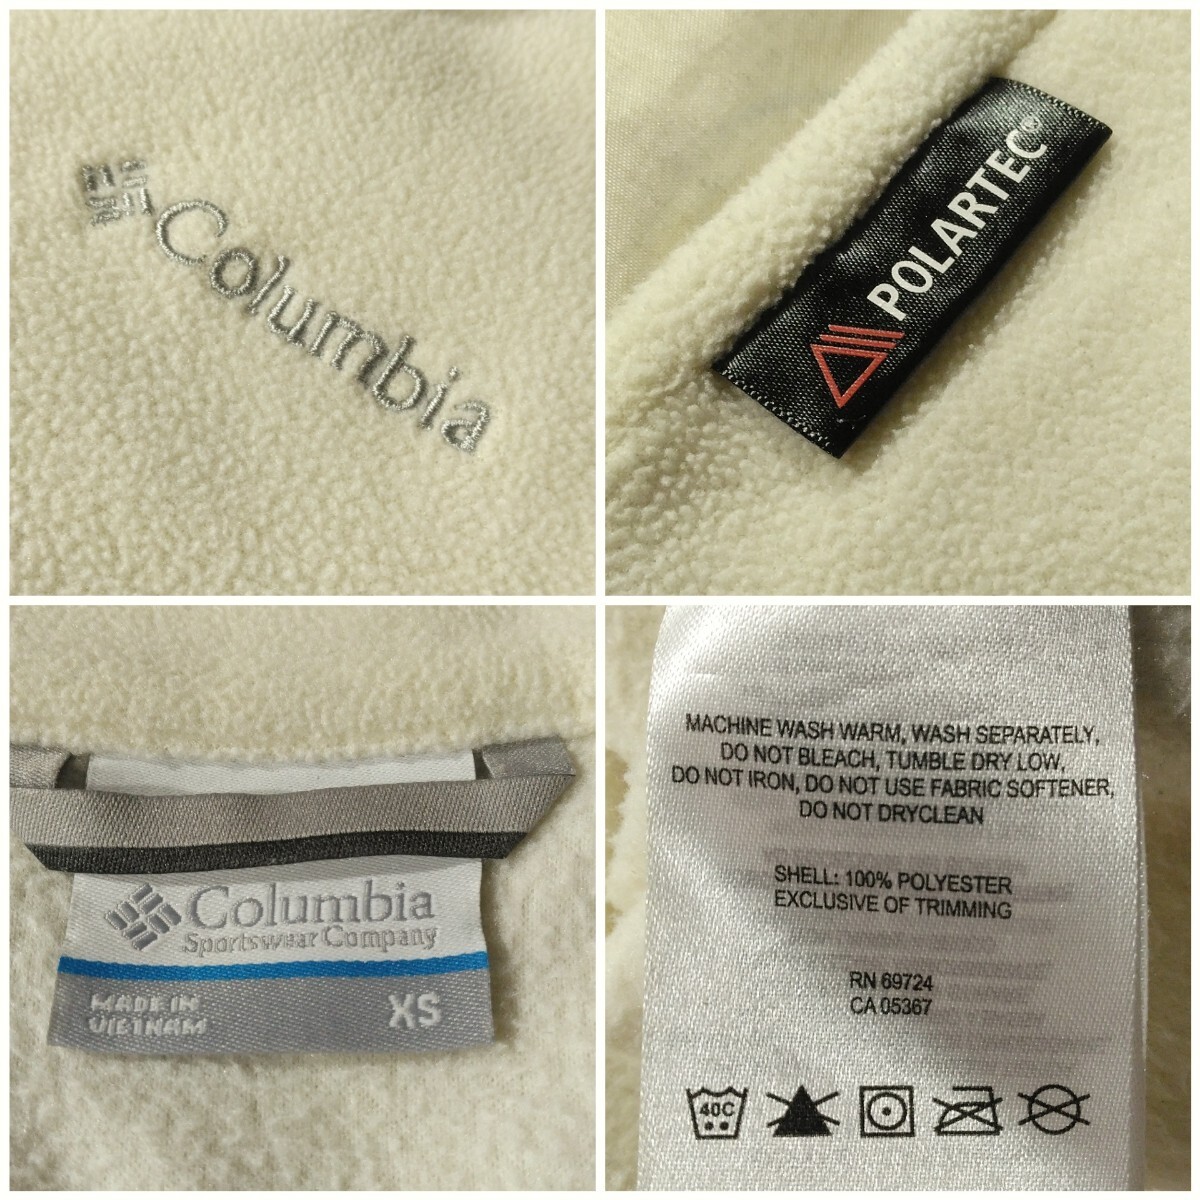 Columbia
POLARTEC®
Columbia
Sportswear Company
MADE IN
VIETNAM
XS
MACHINE WASH WARM, WASH SEPARATELY,
DO NOT BLEACH, TUMBLE DRY LOW,
DO NOT IRON, DO NOT USE FABRIC SOFTENER,
DO NOT DRYCLEAN
SHELL: 100% POLYESTER
EXCLUSIVE OF TRIMMING
RN 69724
CA 05367
40C